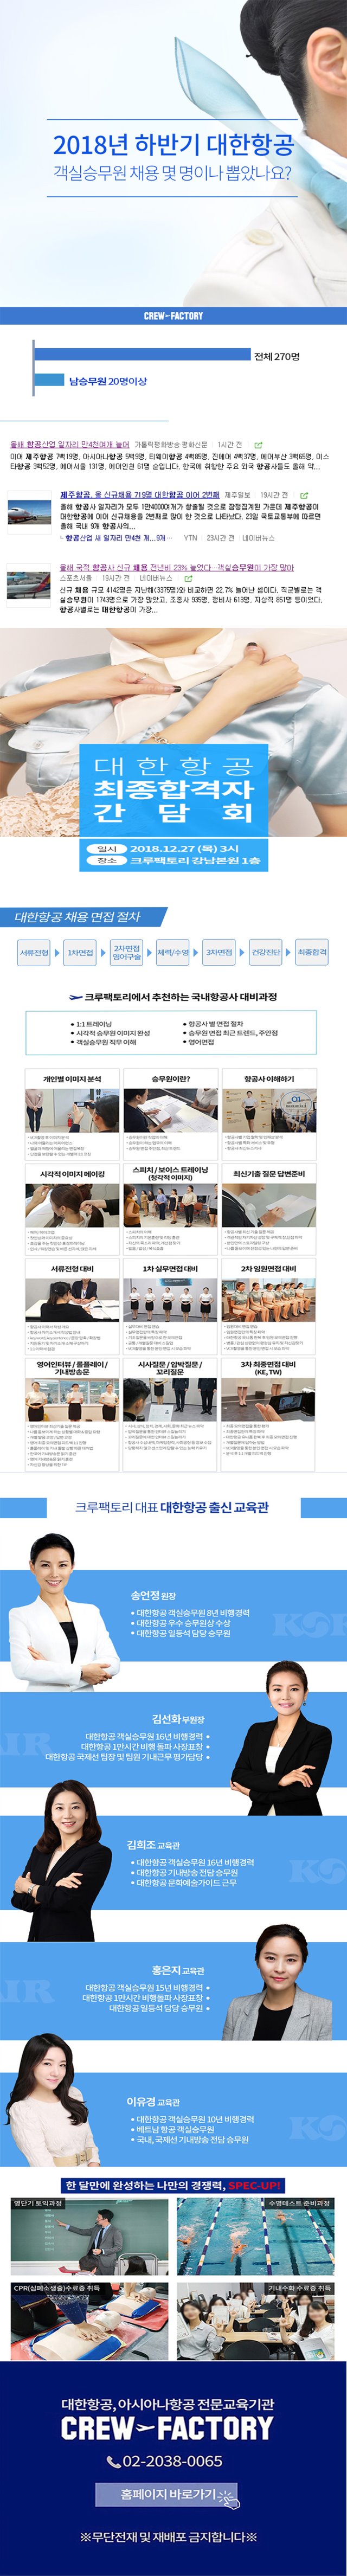 2018년 하반기 대한항공
객실승무원 채용 몇 명이나 뽑았나요?
CREW-FACTORY
전체 270명
남승무원 20명이상
올해 항공산업 일자리 만4천여개 늘어 가톨릭평화방송 평화신문 1시간 전
이어 제주항공 7백19명, 아시아나항공 5백9명, 티웨이항공 4백85명, 진에어 4백37명, 에어부산 3백65명, 이스
타항공 3백52명, 에어서울 131명, 에어인천 61명 순입니다. 한국에 취항한 주요 외국 항공사들도 올해 약,..
제주항공, 올 신규채용 719명 대한항공 이어 2번째 제주일보 19시간 전
올해 항공사 일자리가 모두 1만4000여개가 창출될 것으로 잠정집계된 가운데 제주항공이
대한항공에 이어 신규채용을 2번째로 많이 한 것으로 나타났다. 23일 국토교통부에 따르면
올해 국내 9개 항공사의...
항공산업 새 일자리 만4천 개...9개… YTN 23시간 전 네이버뉴스
올해 국적 항공사 신규 채용 전년비 23% 늘었다…객실승무원이 가장 많아
스포츠서울 19시간 전 네이버뉴스
신규 채용 규모 4142명은 지난해(3375명)와 비교하면 22.7% 늘어난 셈이다. 직군별로는 객
실승무원이 1743명으로 가장 많았고, 조종사 935명, 정비사 613명, 지상직 851명 등이었다.
항공사별로는 대한항공이 가장...
대한항공
최종합격자
간담회
일시 2018.12.27 (목) 3시
장소 크루팩토리 강남본원 1층
대한항공 채용 면접 절차
서류전형 1차면접 2차면접 영어구술 체력/수영 3차면접 건강진단 최종합격
크루팩토리에서 추천하는 국내항공사 대비과정
• 1:1 트레이닝
• 시각적 승무원 이미지 완성
• 객실승무원 직무 이해
• 항공사 별 면접 절차
• 승무원 면접 최근 트렌드, 주안점
• 영어면접
개인별 이미지 분석 승무원이란? 항공사 이해하기
시각적 이미지 메이킹 스피치 / 보이스 트레이닝 (청각적 이미지) 최신기출 질문 답변준비
서류전형 대비 1차 실무면접 대비 2차 임원면접 대비
영어인터뷰 / 롤플레이 / 기내방송문 시사질문 / 압박질문 / 꼬리질문 3차 최종면접 대비 (KE, TW)
크루팩토리 대표 대한항공 출신 교육관
송언정 원장
• 대한항공 객실승무원 8년 비행경력
• 대한항공 우수 승무원상 수상
• 대한항공 일등석 담당 승무원
김선화 부원장
대한항공 객실승무원 16년 비행경력 •
대한항공 1만시간 비행 돌파 사장표창 •
대한항공 국제선 팀장 및 팀원 기내근무 평가담당 •
김희조 교육관
• 대한항공 객실승무원 16년 비행경력
• 대한항공 기내방송 전담 승무원
• 대한항공 문화예술가이드 근무
홍은지 교육관
대한항공 객실승무원 15년 비행경력 •
대한항공 1만시간 비행돌파 사장표창 •
대한항공 일등석 담당 승무원 •
이유경 교육관
• 대한항공 객실승무원 10년 비행경력
• 베트남 항공 객실승무원
• 국내, 국제선 기내방송 전담 승무원
한 달만에 완성하는 나만의 경쟁력, SPEC-UP!
영단기 토익과정
수영테스트 준비과정
CPR(심폐소생술)수료증 취득
기내수화 수료증 취득
대한항공, 아시아나항공 전문교육기관
CREW-FACTORY
02-2038-0065
홈페이지 바로가기
※무단전재 및 재배포 금지합니다※